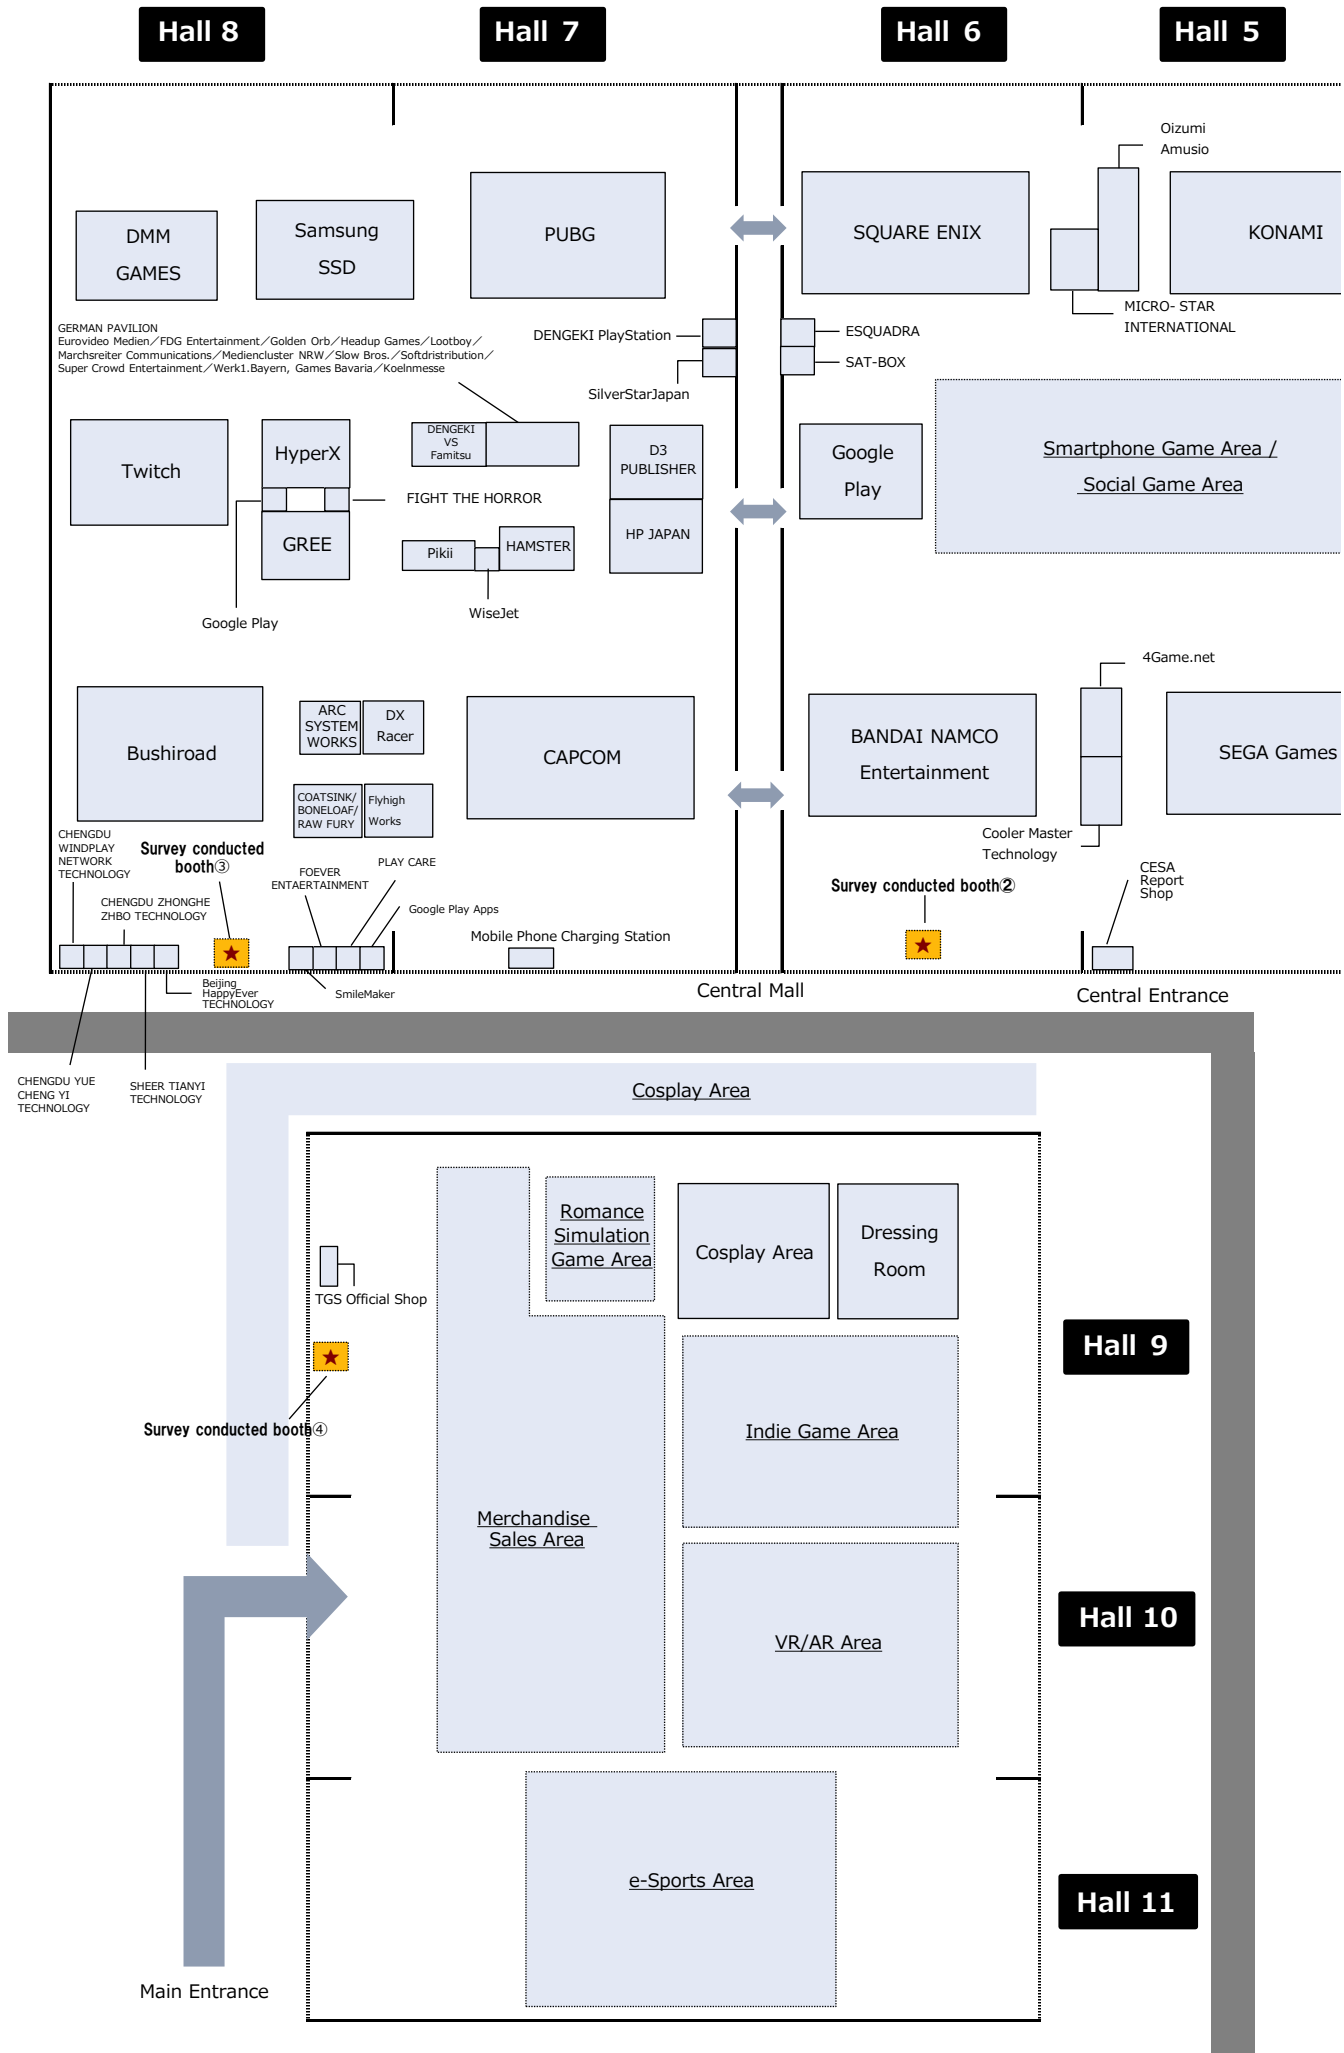 Hall 8
Hall 7
Hall 6
Hall 5
Oizumi
Amusio
DMM
GAMES
Samsung
SSD
PUBG
SQUARE ENIX
KONAMI
MICRO- STAR
INTERNATIONAL
GERMAN PAVILION
Eurovideo Medien／FDG Entertainment／Golden Orb／Headup Games／Lootboy／
Marchsreiter Communications／Mediencluster NRW／Slow Bros.／Softdistribution／
Super Crowd Entertainment／Werk1.Bayern, Games Bavaria／Koelnmesse
DENGEKI PlayStation
SilverStarJapan
ESQUADRA
SAT-BOX
Twitch
HyperX
FIGHT THE HORROR
GREE
Google Play
DENGEKI
VS
Famitsu
D3
PUBLISHER
HP JAPAN
Pikii
HAMSTER
WiseJet
Google
Play
Smartphone Game Area /
Social Game Area
4Game.net
Bushiroad
ARC
SYSTEM
WORKS
DX
Racer
COATSINK/
BONELOAF/
RAW FURY
Flyhigh
Works
CAPCOM
BANDAI NAMCO
Entertainment
SEGA Games
Cooler Master
Technology
CHENGDU
WINDPLAY
NETWORK
TECHNOLOGY
Survey conducted
booth③
FOEVER
ENTAERTAINMENT
PLAY CARE
CHENGDU ZHONGHE
ZHBO TECHNOLOGY
Google Play Apps
Mobile Phone Charging Station
Survey conducted booth②
CESA
Report
Shop
Beijing
HappyEver
TECHNOLOGY
SmileMaker
Central Mall
Central Entrance
CHENGDU YUE
CHENG YI
TECHNOLOGY
SHEER TIANYI
TECHNOLOGY
Cosplay Area
Romance
Simulation
Game Area
Cosplay Area
Dressing
Room
TGS Official Shop
Hall 9
Survey conducted booth④
Indie Game Area
Merchandise
Sales Area
Hall 10
VR/AR Area
e-Sports Area
Hall 11
Main Entrance